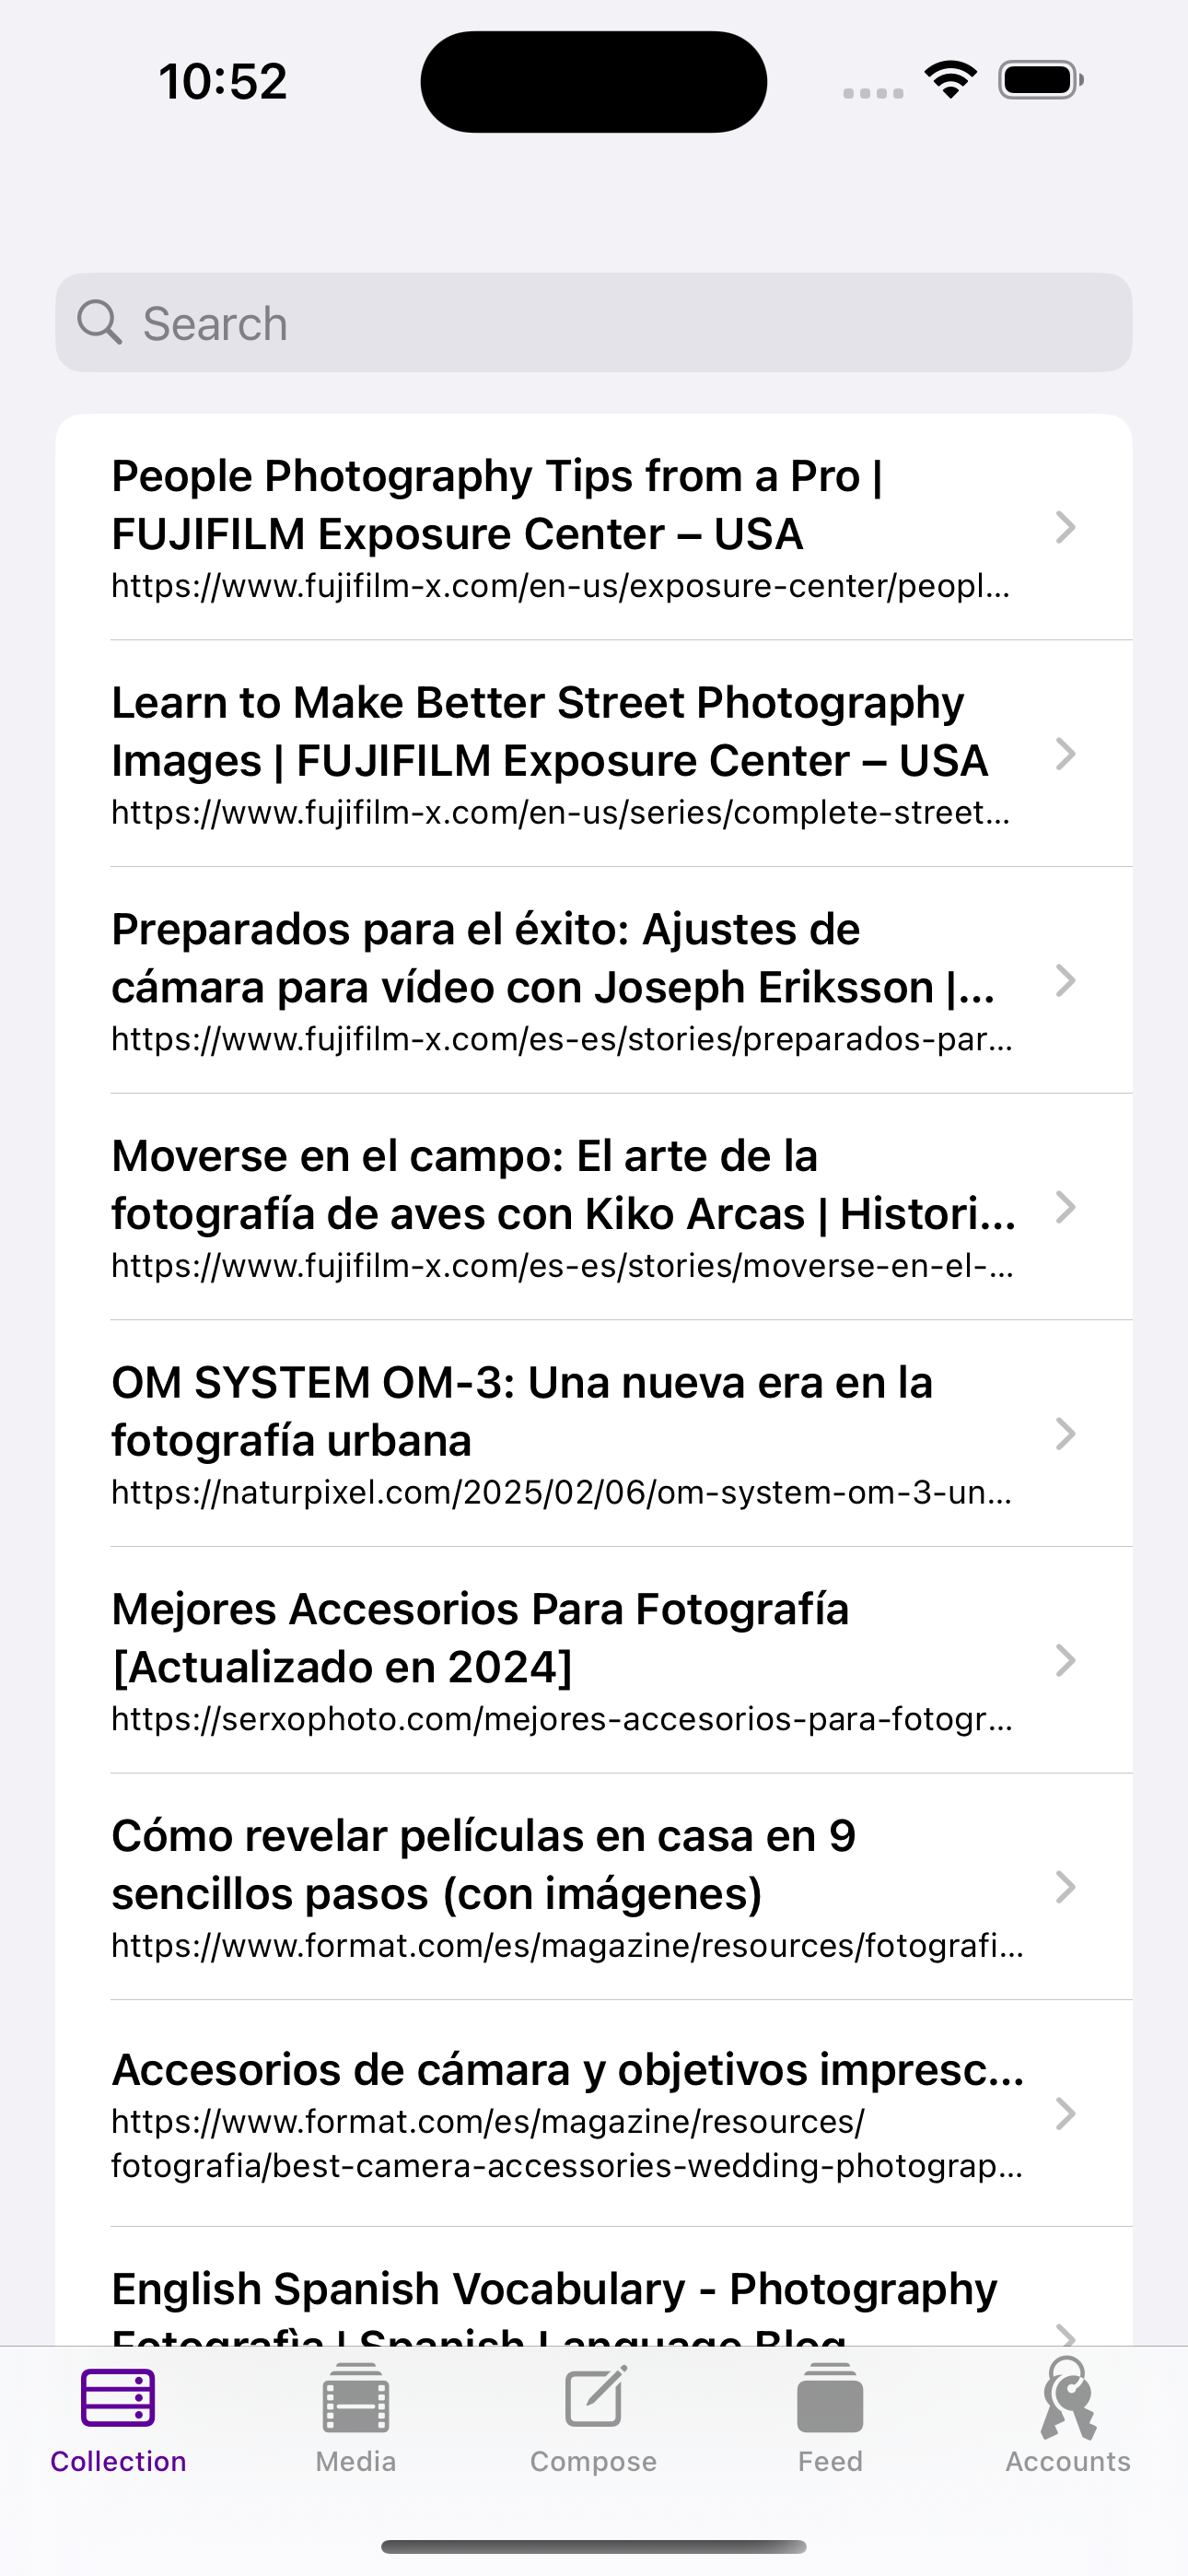 10:52
Search
People Photography Tips from a Pro |
FUJIFILM Exposure Center – USA
https://www.fujifilm-x.com/en-us/exposure-center/peopl...
Learn to Make Better Street Photography
Images | FUJIFILM Exposure Center – USA
https://www.fujifilm-x.com/en-us/series/complete-street...
Preparados para el éxito: Ajustes de
cámara para vídeo con Joseph Eriksson |...
https://www.fujifilm-x.com/es-es/stories/preparados-par...
Moverse en el campo: El arte de la
fotografía de aves con Kiko Arcas | Histori...
https://www.fujifilm-x.com/es-es/stories/moverse-en-el-...
OM SYSTEM OM-3: Una nueva era en la
fotografía urbana
https://naturpixel.com/2025/02/06/om-system-om-3-un...
Mejores Accesorios Para Fotografía
[Actualizado en 2024]
https://serxophoto.com/mejores-accesorios-para-fotogr...
Cómo revelar películas en casa en 9
sencillos pasos (con imágenes)
https://www.format.com/es/magazine/resources/fotografi...
Accesorios de cámara y objetivos impresc...
https://www.format.com/es/magazine/resources/
fotografia/best-camera-accessories-wedding-photograp...
English Spanish Vocabulary - Photography
Fotografìa | Spanish Language Blog
Collection
Media
Compose
Feed
Accounts